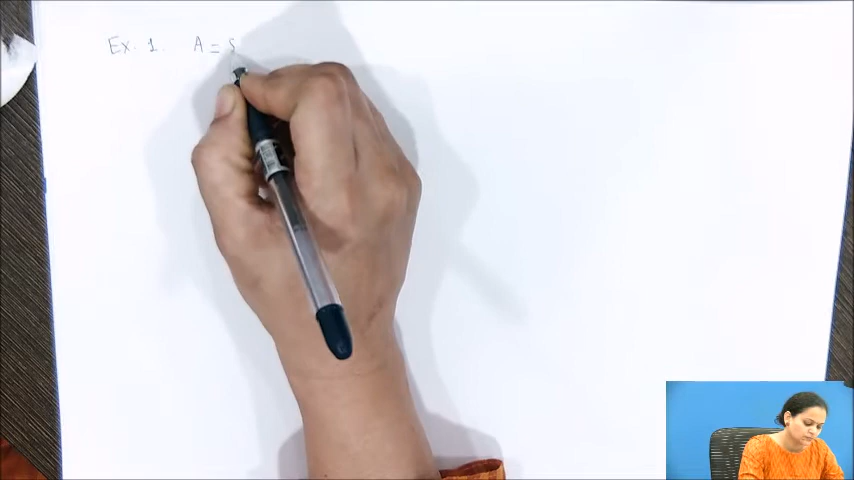 Ex. 1. A = {